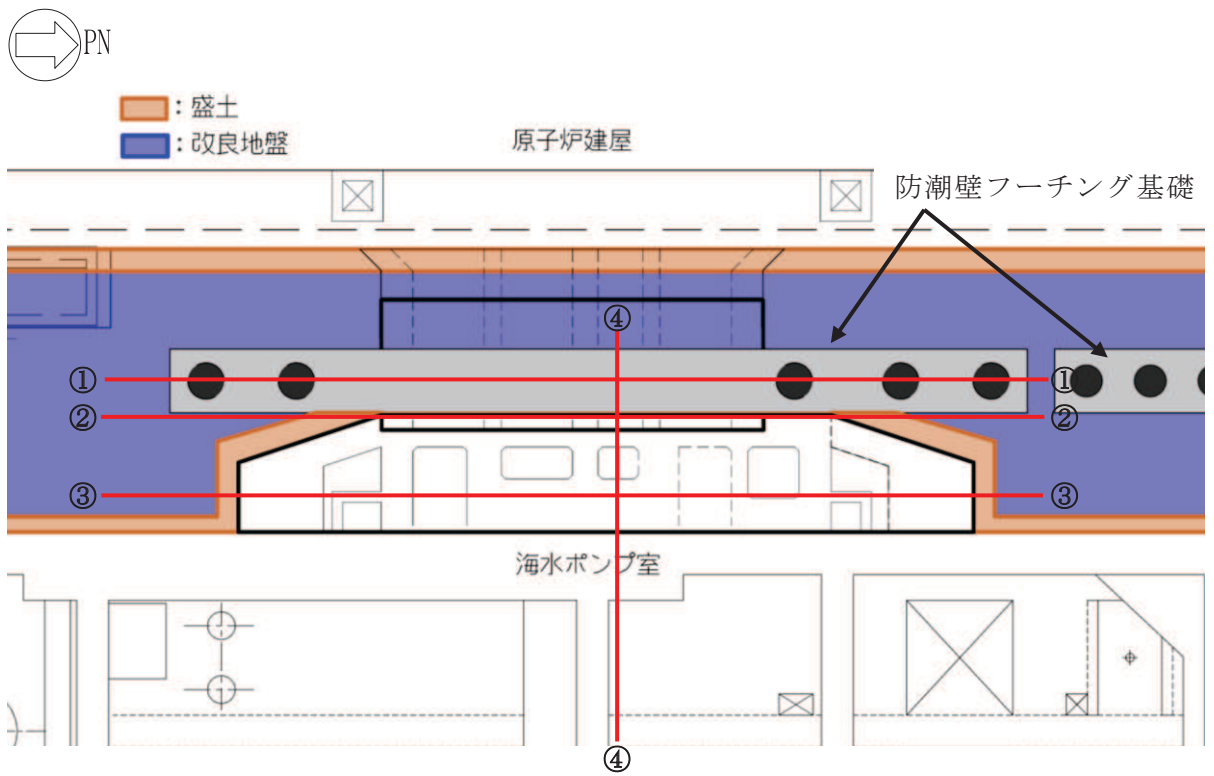 PN
：盛土
：改良地盤
原子炉建屋
防潮壁フーチング基礎
④
① ①
② ②
③ ③
海水ポンプ室
④